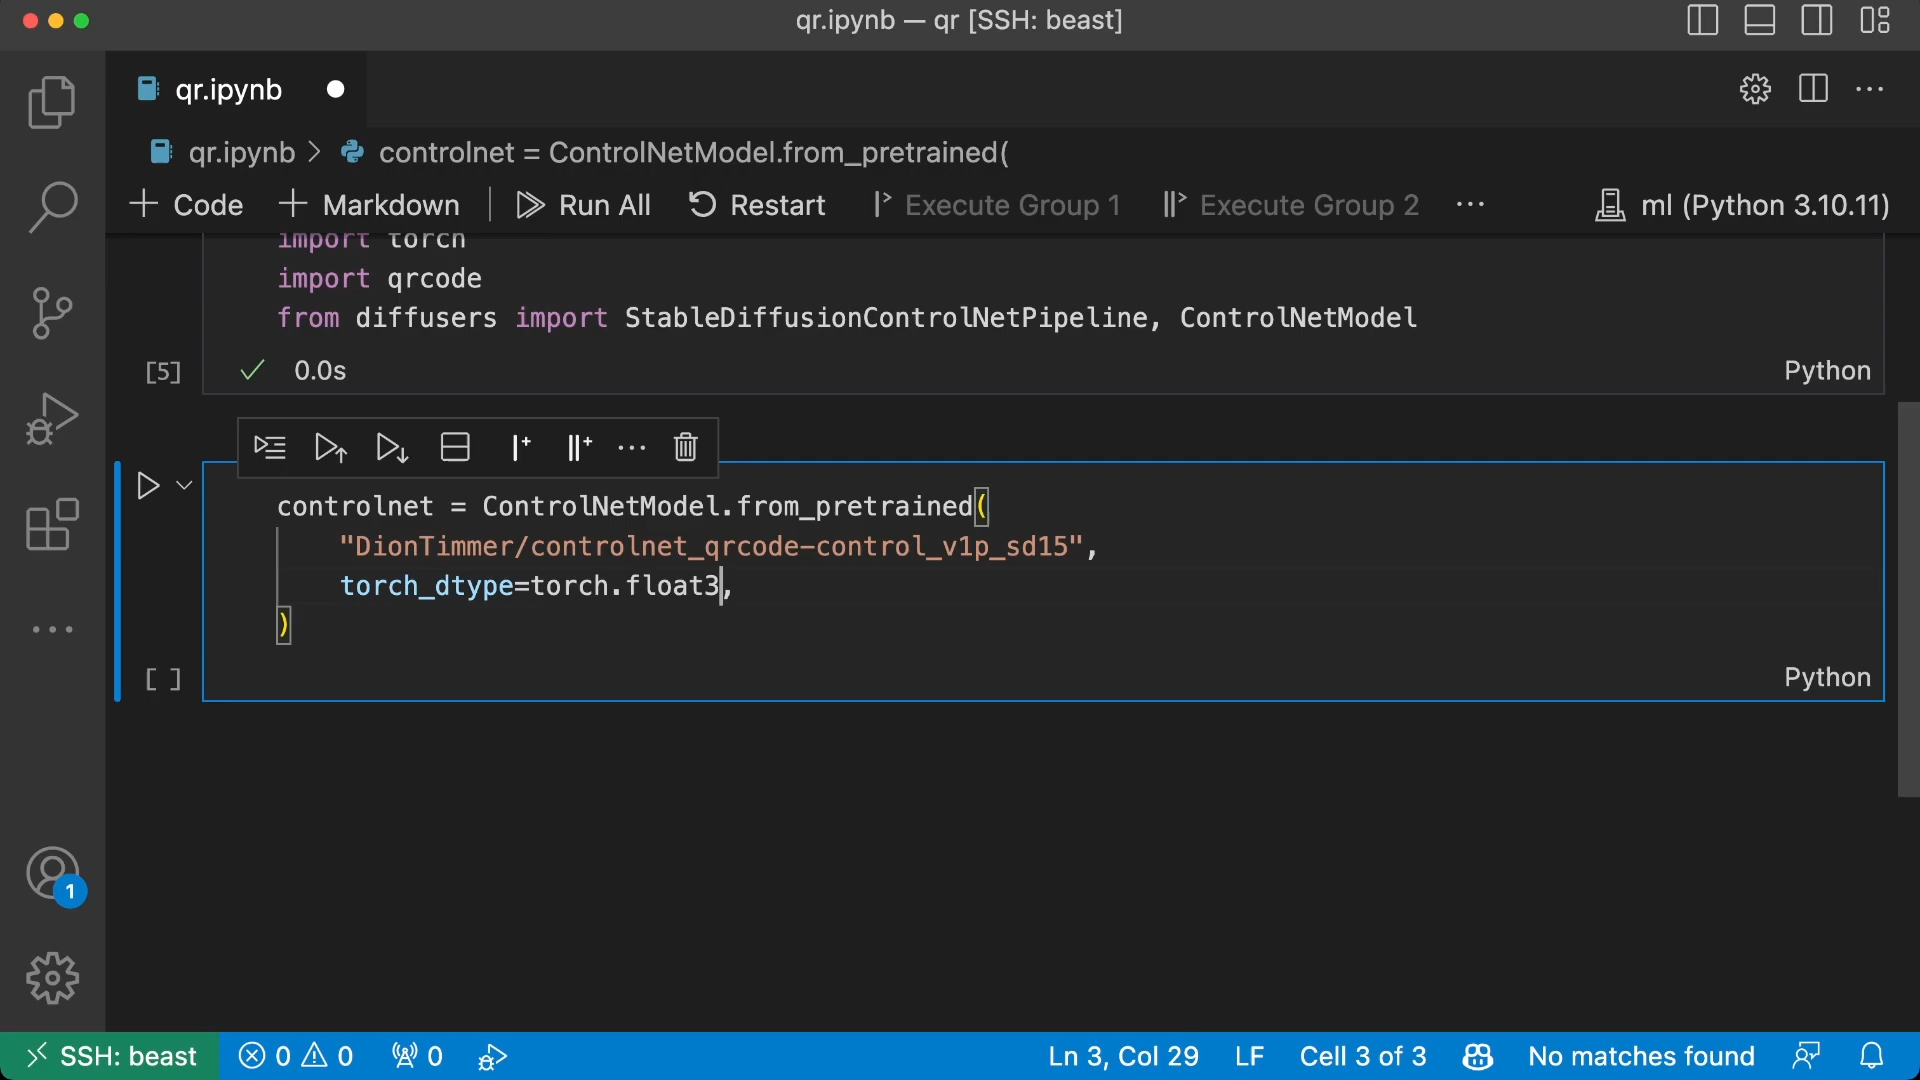 qr.ipynb — qr [SSH: beast]
qr.ipynb
qr.ipynb > controlnet = ControlNetModel.from_pretrained(
+ Code + Markdown | Run All Restart Execute Group 1 Execute Group 2 ··· ml (Python 3.10.11)
import torch
import qrcode
from diffusers import StableDiffusionControlNetPipeline, ControlNetModel
[5] ✓ 0.0s Python
controlnet = ControlNetModel.from_pretrained(
"DionTimmer/controlnet_qrcode-control_v1p_sd15",
torch_dtype=torch.float3,
)
[ ] Python
1
SSH: beast 0 0 0 Ln 3, Col 29 LF Cell 3 of 3 No matches found